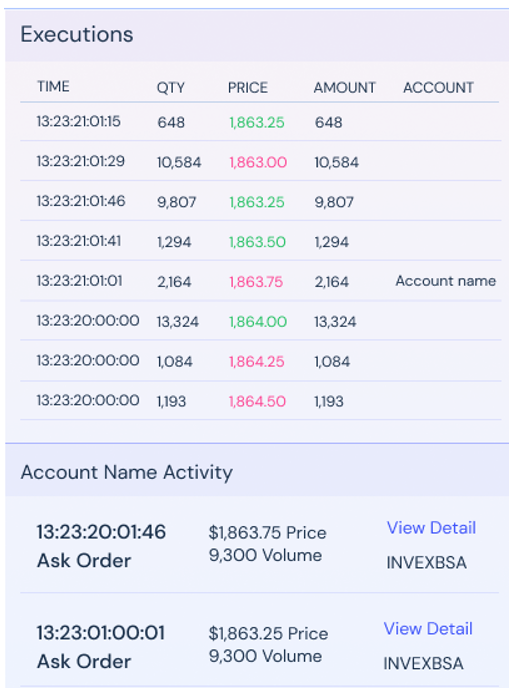 Executions
TIME QTY PRICE AMOUNT ACCOUNT
13:23:21:01:15 648 1,863.25 648
13:23:21:01:29 10,584 1,863.00 10,584
13:23:21:01:46 9,807 1,863.25 9,807
13:23:21:01:41 1,294 1,863.50 1,294
13:23:21:01:01 2,164 1,863.75 2,164 Account name
13:23:20:00:00 13,324 1,864.00 13,324
13:23:20:00:00 1,084 1,864.25 1,084
13:23:20:00:00 1,193 1,864.50 1,193
Account Name Activity
13:23:20:01:46 $1,863.75 Price View Detail
Ask Order 9,300 Volume INVEXBSA
13:23:01:00:01 $1,863.25 Price View Detail
Ask Order 9,300 Volume INVEXBSA